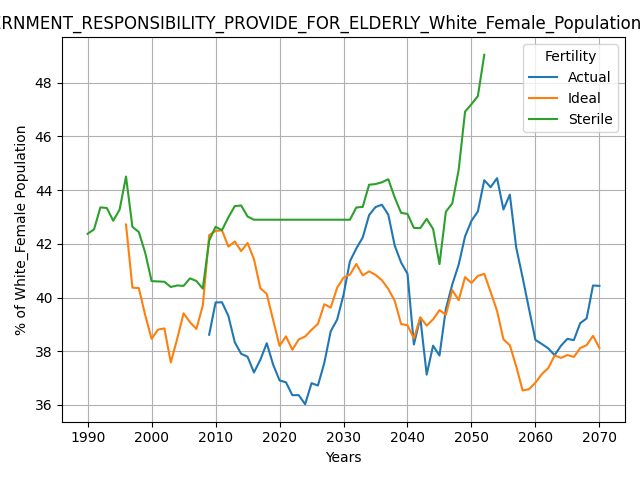 ERNMENT_RESPONSIBILITY_PROVIDE_FOR_ELDERLY_White_Female_Population
% of White_Female Population
48
46
44
42
40
38
36
Fertility
Actual
Ideal
Sterile
1990 2000 2010 2020 2030 2040 2050 2060 2070
Years